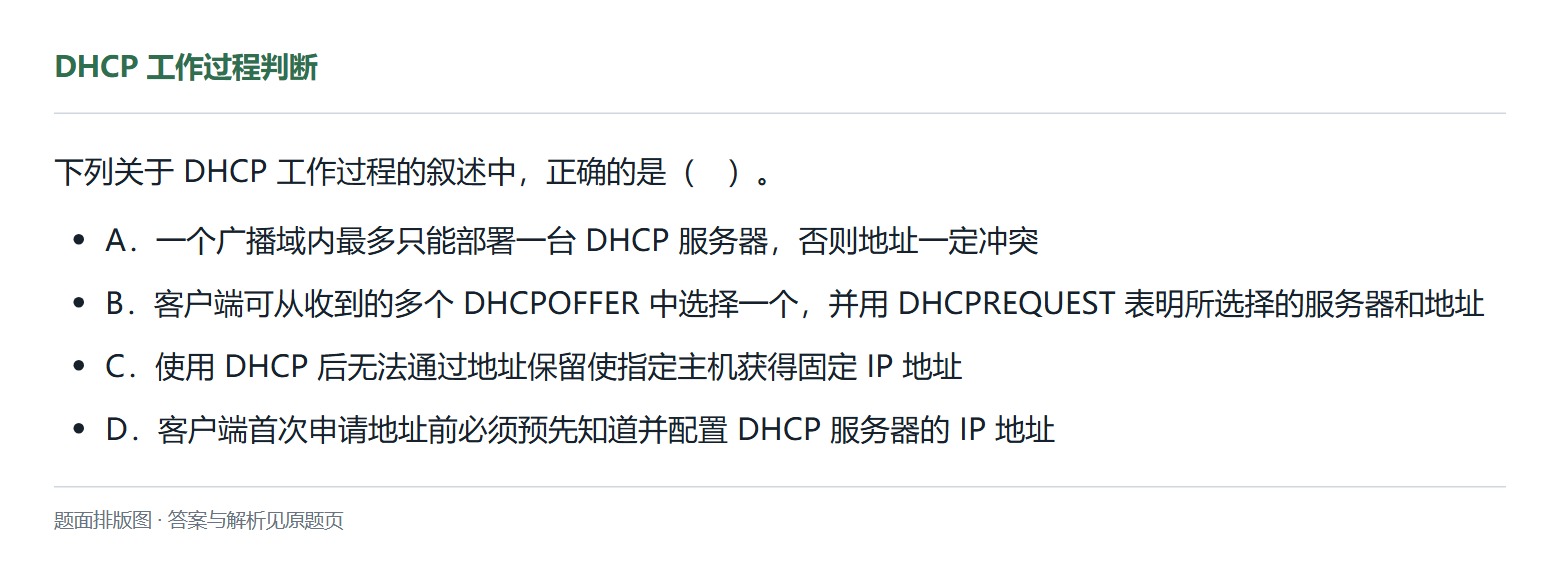 DHCP 工作过程判断
下列关于 DHCP 工作过程的叙述中，正确的是（　）。
• A．一个广播域内最多只能部署一台 DHCP 服务器，否则地址一定冲突
• B．客户端可从收到的多个 DHCPOFFER 中选择一个，并用 DHCPREQUEST 表明所选择的服务器和地址
• C．使用 DHCP 后无法通过地址保留使指定主机获得固定 IP 地址
• D．客户端首次申请地址前必须预先知道并配置 DHCP 服务器的 IP 地址
题面排版图 · 答案与解析见原题页